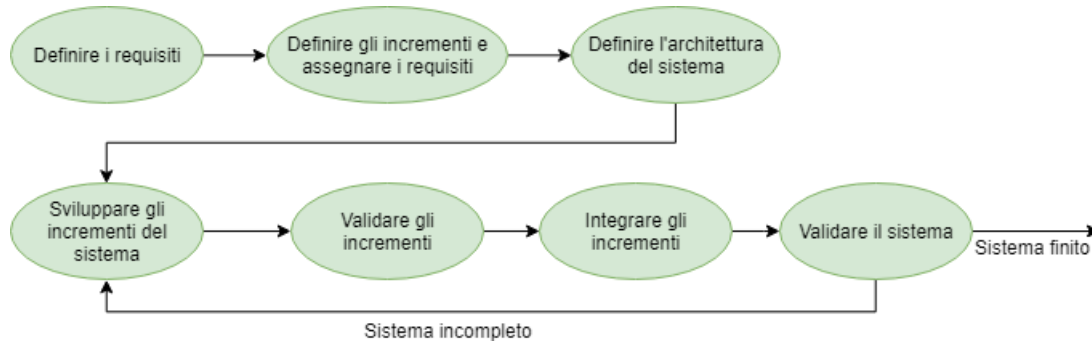 Definire i requisiti
Definire gli incrementi e
assegnare i requisiti
Definire l'architettura
del sistema
Sviluppare gli
incrementi del
sistema
Validare gli
incrementi
Integrare gli
incrementi
Validare il sistema
Sistema finito
Sistema incompleto